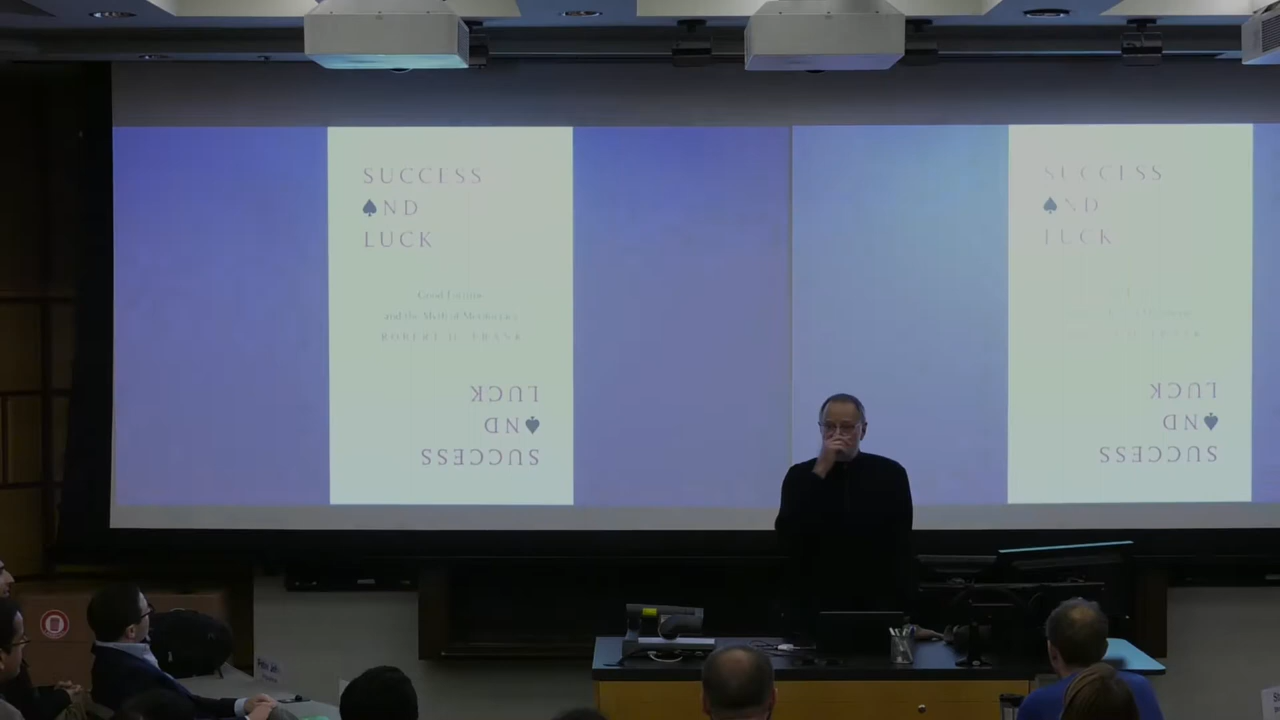 SUCCESS
♠ND
LUCK
Good Fortune
and the Myth of Meritocracy
ROBERT H. FRANK
SUCCESS
♠ND
LUCK
SUCCESS
♠ND
LUCK
SUCCESS
♠ND
LUCK